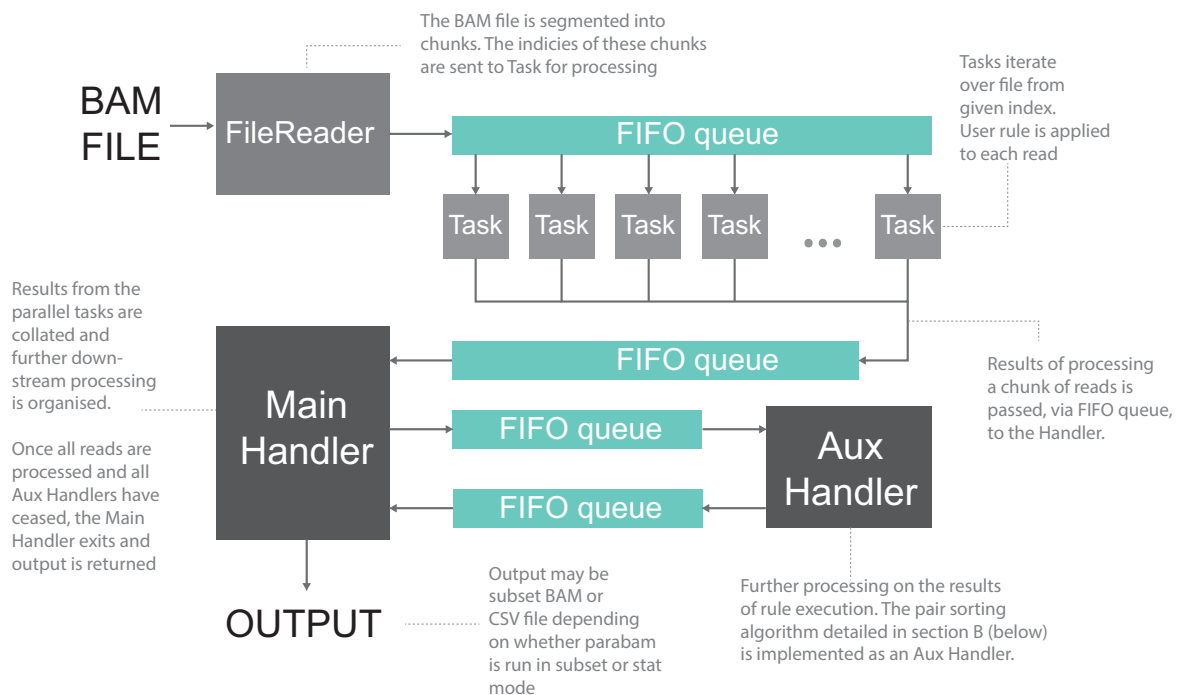 The BAM file is segmented into
chunks. The indicies of these chunks
are sent to Task for processing
Tasks iterate
over file from
given index.
User rule is applied
to each read
BAM
FILE
FileReader
FIFO queue
Task
Task
Task
Task
...
Task
Results from the
parallel tasks are
collated and
further down-
stream processing
is organised.
Once all reads are
processed and all
Aux Handlers have
ceased, the Main
Handler exits and
output is returned
Main
Handler
FIFO queue
FIFO queue
FIFO queue
Aux
Handler
Results of processing
a chunk of reads is
passed, via FIFO queue,
to the Handler.
OUTPUT
Output may be
subset BAM or
CSV file depending
on whether parabam
is run in subset or stat
mode
Further processing on the results
of rule execution. The pair sorting
algorithm detailed in section B (below)
is implemented as an Aux Handler.